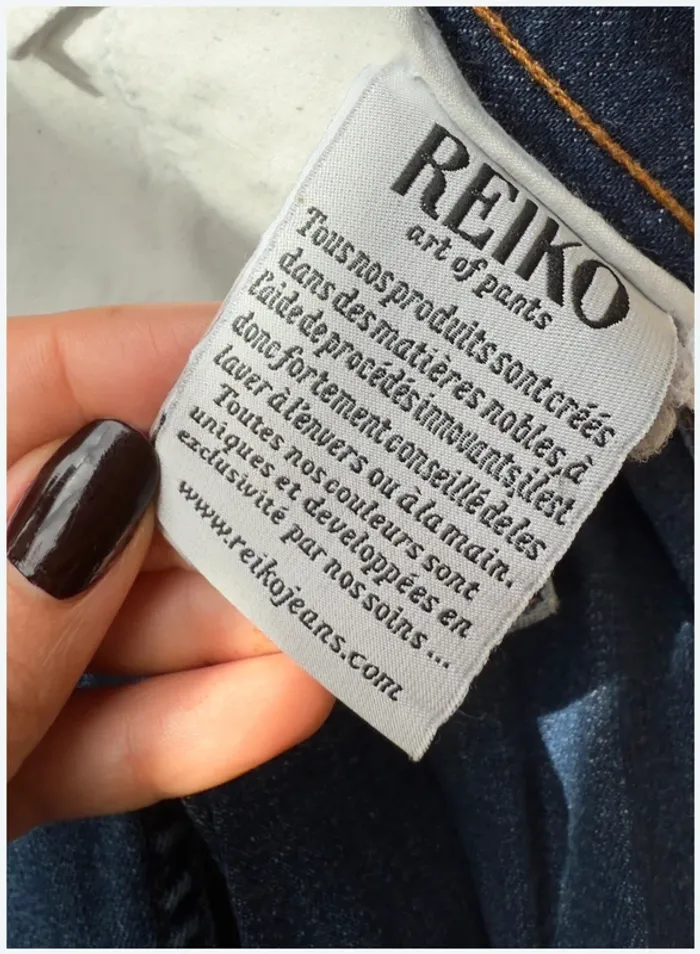 REIKO
art of pants
Tous nos produits sont créés
dans des matières nobles, à
l'aide de procédés innovants, il est
donc fortement conseillé de les
laver à l'envers ou à la main.
Toutes nos couleurs sont
uniques et developpées en
exclusivité par nos soins ...
www.reikojeans.com